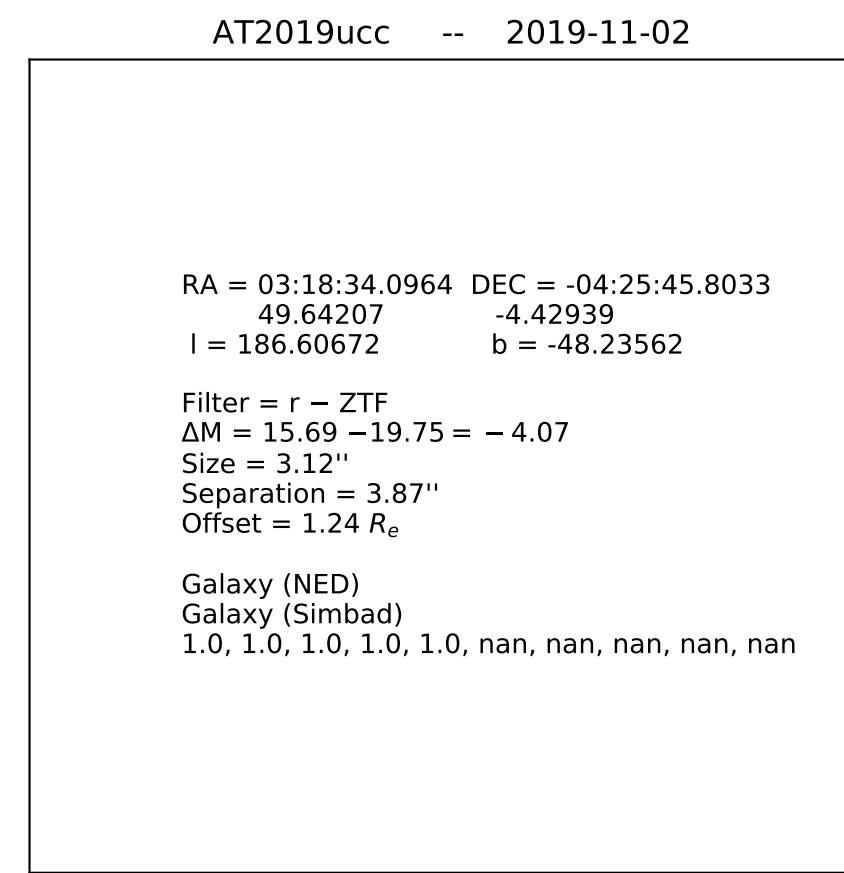 AT2019ucc -- 2019-11-02
RA = 03:18:34.0964 DEC = -04:25:45.8033
49.64207 -4.42939
l = 186.60672 b = -48.23562
Filter = r − ZTF
ΔM = 15.69 −19.75 = − 4.07
Size = 3.12''
Separation = 3.87''
Offset = 1.24 Rₑ
Galaxy (NED)
Galaxy (Simbad)
1.0, 1.0, 1.0, 1.0, 1.0, nan, nan, nan, nan, nan